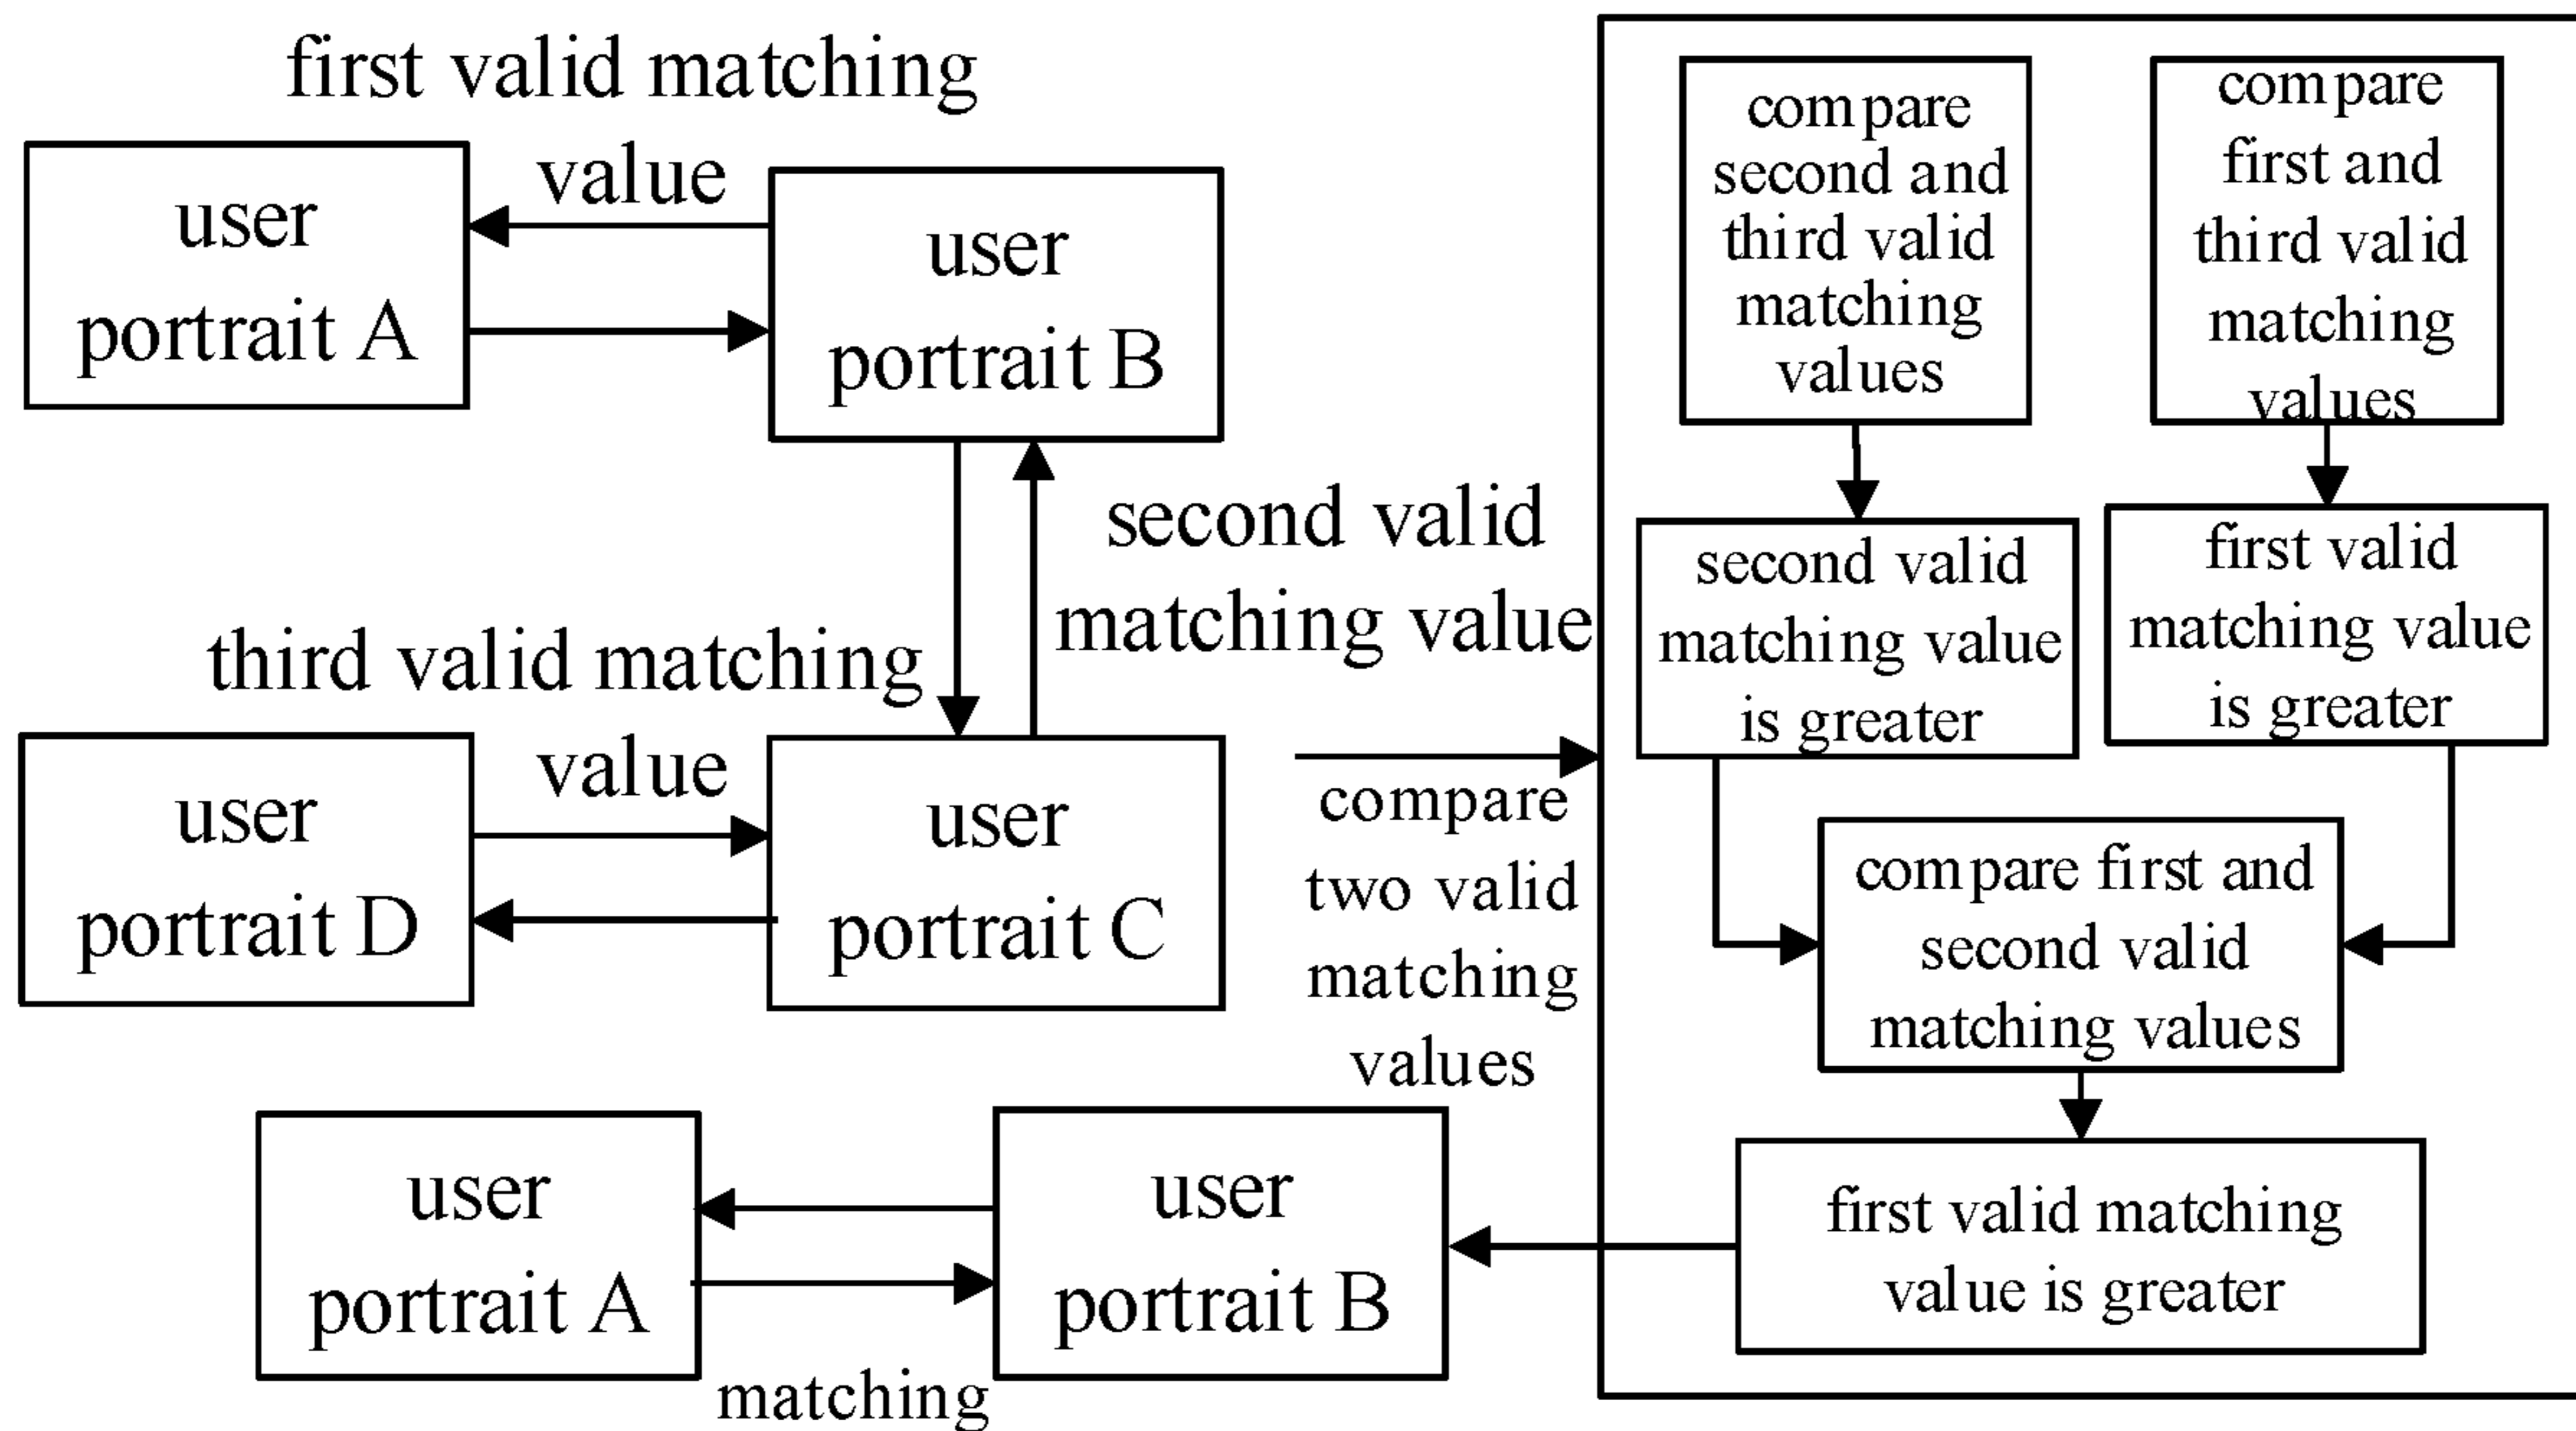 first valid matching
value
user
portrait A
user
portrait B
second valid
matching value
third valid matching
value
user
portrait D
user
portrait C
compare
two valid
matching
values
compare
second and
third valid
matching
values
compare
first and
third valid
matching
values
second valid
matching value
is greater
first valid
matching value
is greater
compare first and
second valid
matching values
first valid matching
value is greater
user
portrait A
user
portrait B
matching